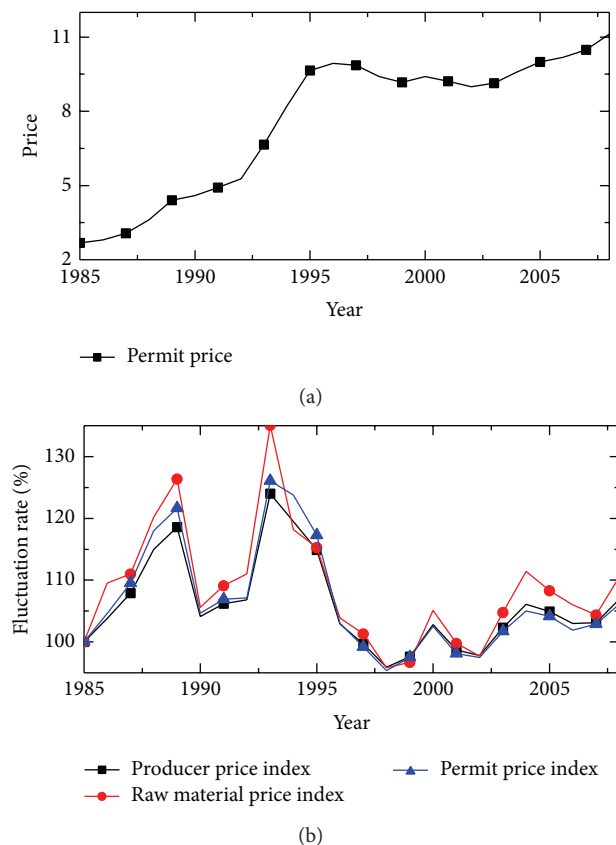 11
8
Price
5
2
1985 1990 1995 2000 2005
Year
Permit price
(a)
135
130
120
Fluctuation rate (%)
110
100
1985 1990 1995 2000 2005
Year
Producer price index Permit price index
Raw material price index
(b)